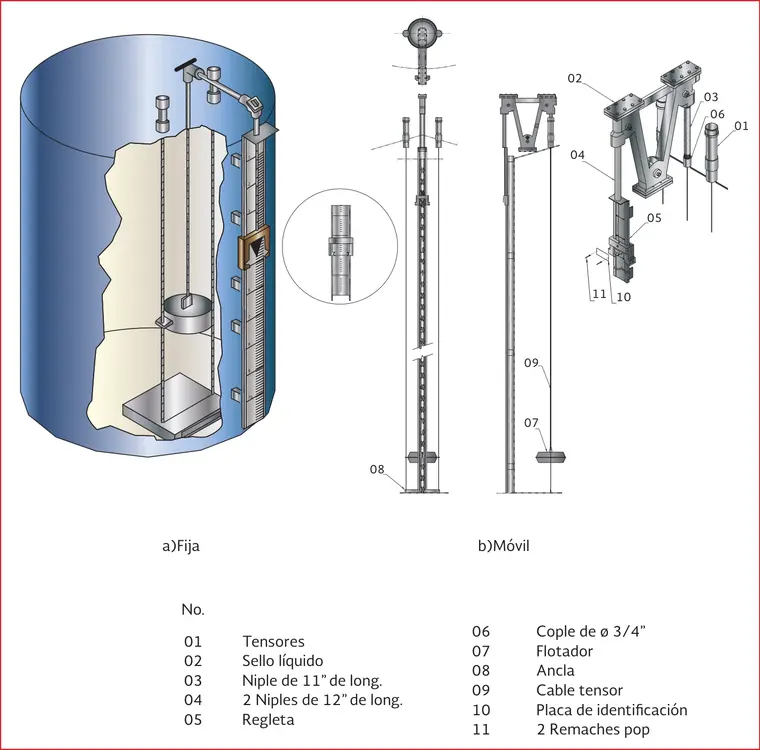 02
03
06
01
04
05
11
10
09
07
08
a)Fija
b)Móvil
No.
01 Tensores
02 Sello líquido
03 Niple de 11” de long.
04 2 Niples de 12” de long.
05 Regleta
06 Cople de ø 3/4”
07 Flotador
08 Ancla
09 Cable tensor
10 Placa de identificación
11 2 Remaches pop